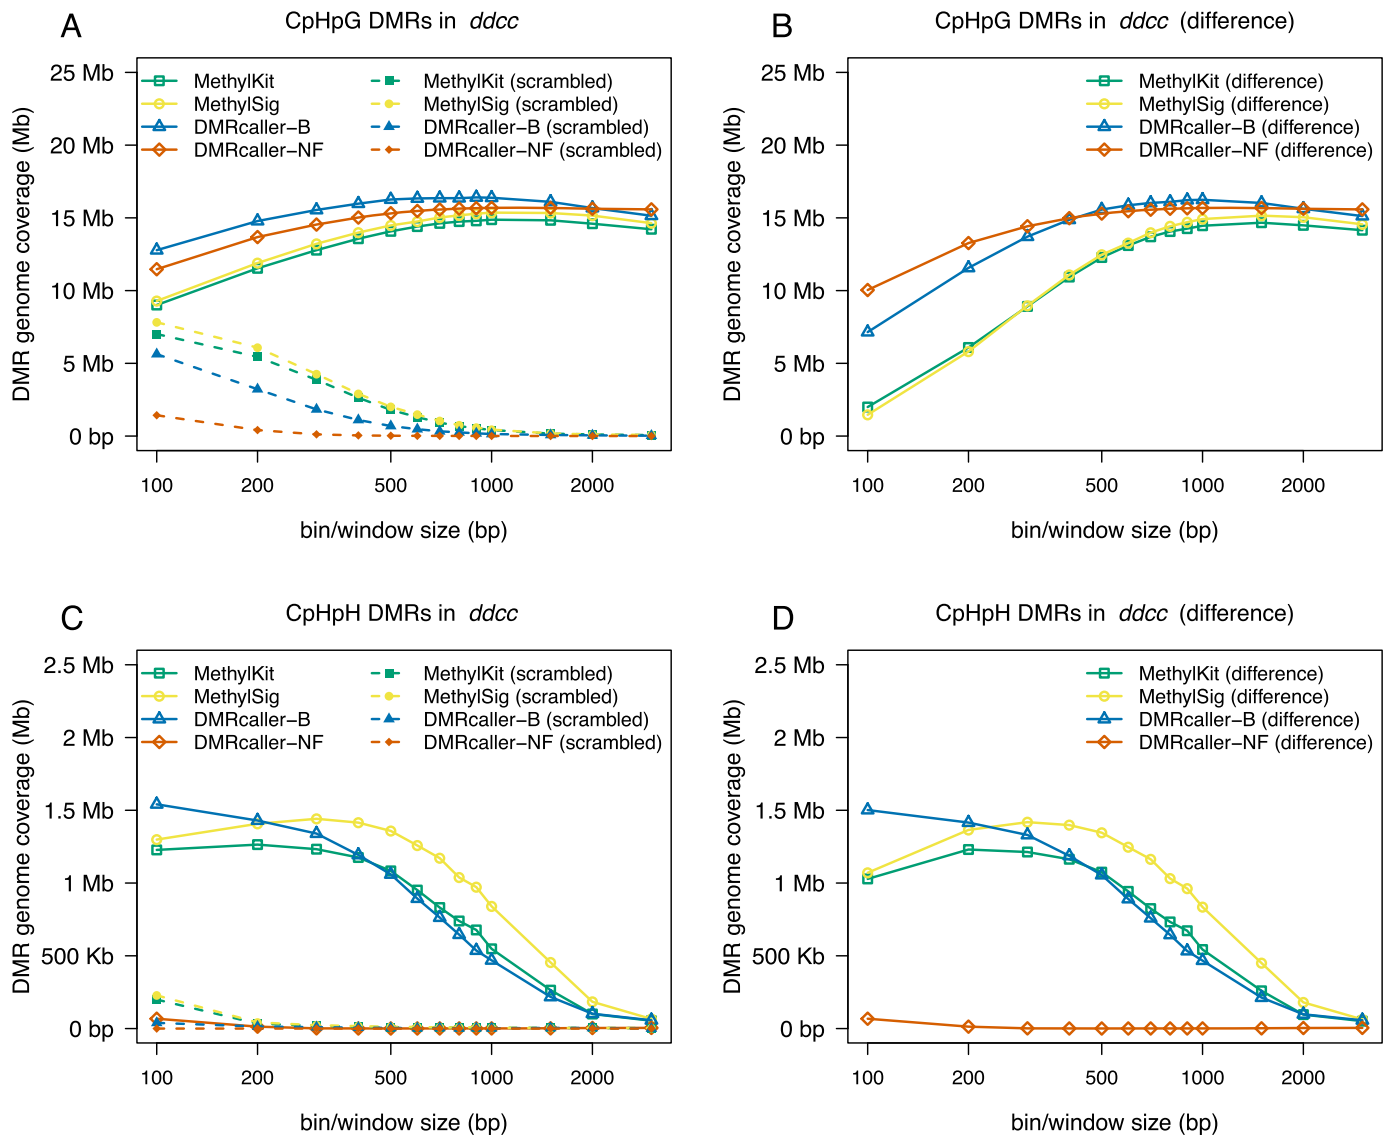 A
CpHpG DMRs in ddcc
25 Mb
20 Mb
15 Mb
10 Mb
5 Mb
0 bp
DMR genome coverage (Mb)
MethylKit
MethylSig
DMRcaller−B
DMRcaller−NF
MethylKit (scrambled)
MethylSig (scrambled)
DMRcaller−B (scrambled)
DMRcaller−NF (scrambled)
100 200 500 1000 2000
bin/window size (bp)
B
CpHpG DMRs in ddcc (difference)
25 Mb
20 Mb
15 Mb
10 Mb
5 Mb
0 bp
DMR genome coverage (Mb)
MethylKit (difference)
MethylSig (difference)
DMRcaller−B (difference)
DMRcaller−NF (difference)
100 200 500 1000 2000
bin/window size (bp)
C
CpHpH DMRs in ddcc
2.5 Mb
2 Mb
1.5 Mb
1 Mb
500 Kb
0 bp
DMR genome coverage (Mb)
MethylKit
MethylSig
DMRcaller−B
DMRcaller−NF
MethylKit (scrambled)
MethylSig (scrambled)
DMRcaller−B (scrambled)
DMRcaller−NF (scrambled)
100 200 500 1000 2000
bin/window size (bp)
D
CpHpH DMRs in ddcc (difference)
2.5 Mb
2 Mb
1.5 Mb
1 Mb
500 Kb
0 bp
DMR genome coverage (Mb)
MethylKit (difference)
MethylSig (difference)
DMRcaller−B (difference)
DMRcaller−NF (difference)
100 200 500 1000 2000
bin/window size (bp)